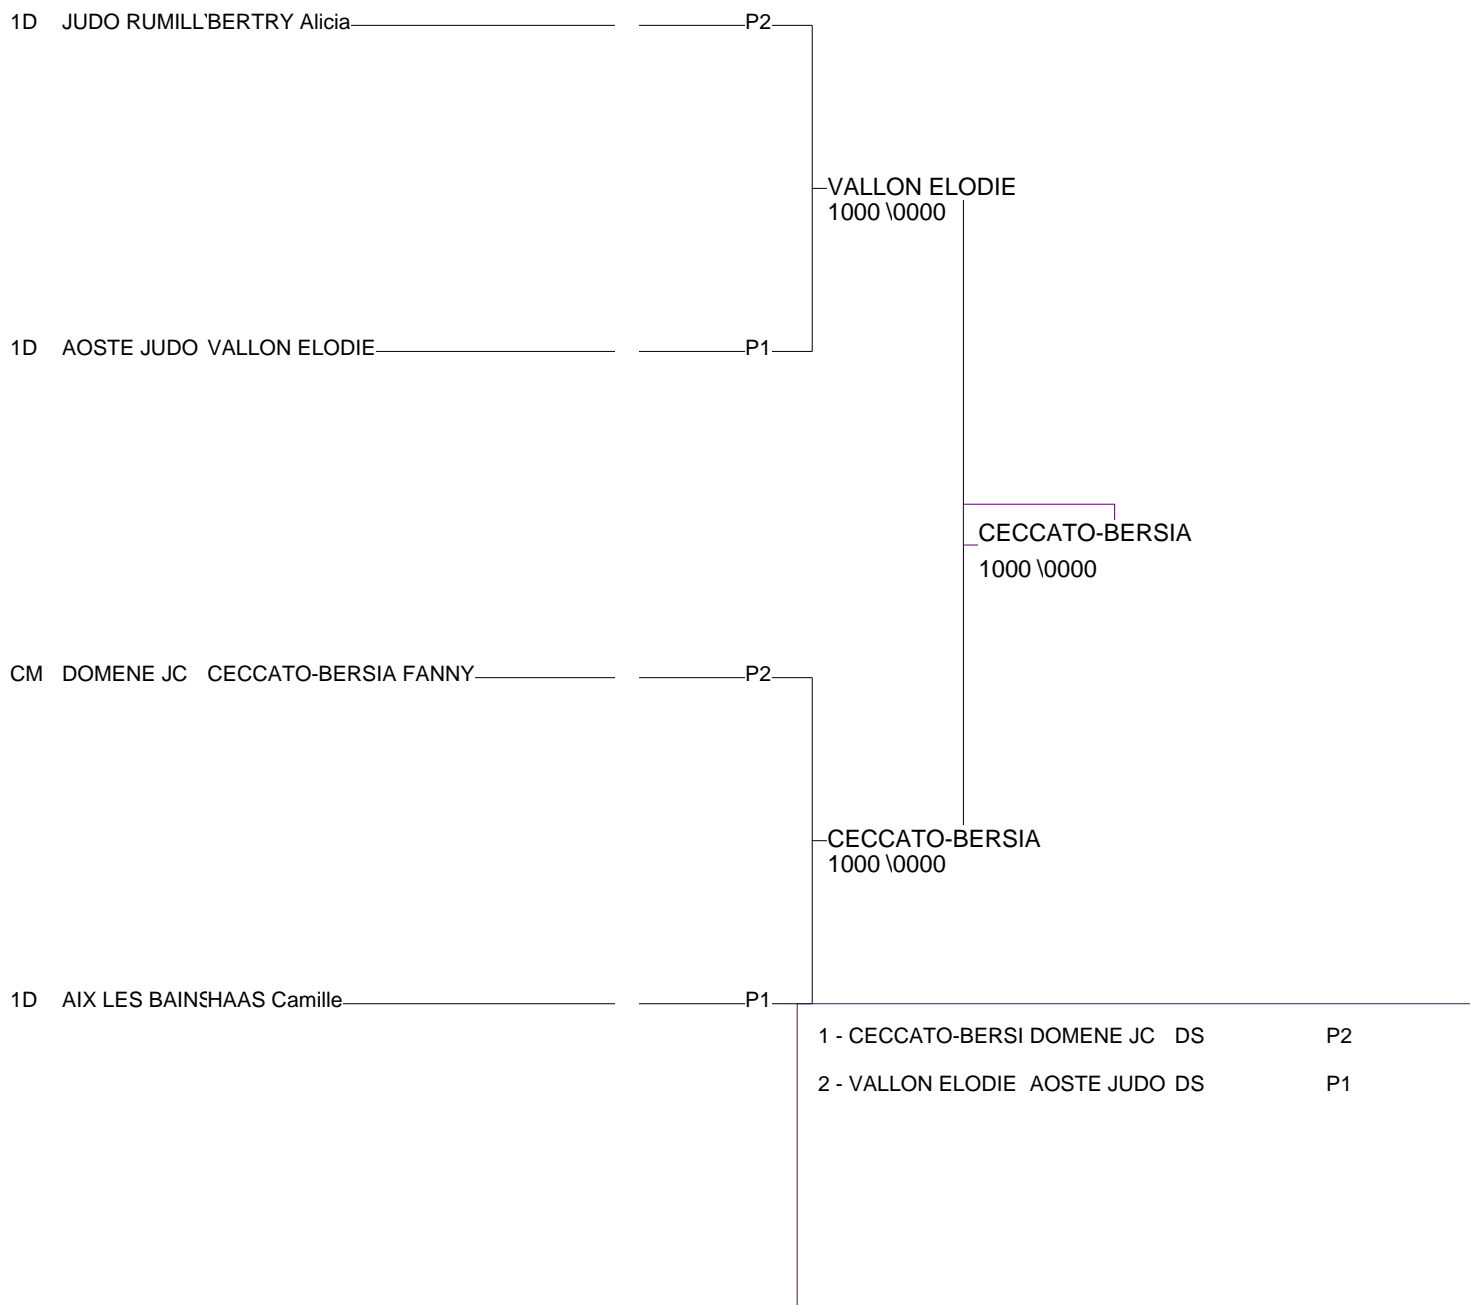 1D JUDO RUMILLY BERTRY Alicia P2
VALLON ELODIE
1000 \0000
1D AOSTE JUDO VALLON ELODIE P1
CECCATO-BERSIA
1000 \0000
CM DOMENE JC CECCATO-BERSIA FANNY P2
CECCATO-BERSIA
1000 \0000
1D AIX LES BAINS HAAS Camille P1
1 - CECCATO-BERSI DOMENE JC DS P2
2 - VALLON ELODIE AOSTE JUDO DS P1